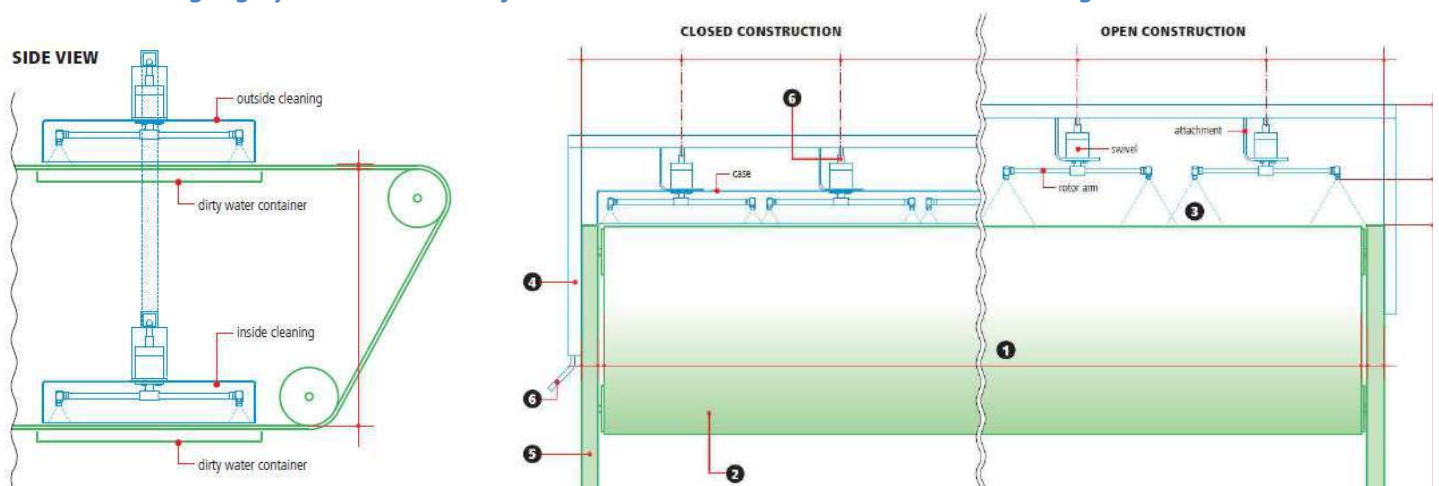 CLOSED CONSTRUCTION
OPEN CONSTRUCTION
SIDE VIEW
outside cleaning
dirty water container
inside cleaning
dirty water container
6
case
attachment
swivel
rotor arm
3
4
1
6
5
2